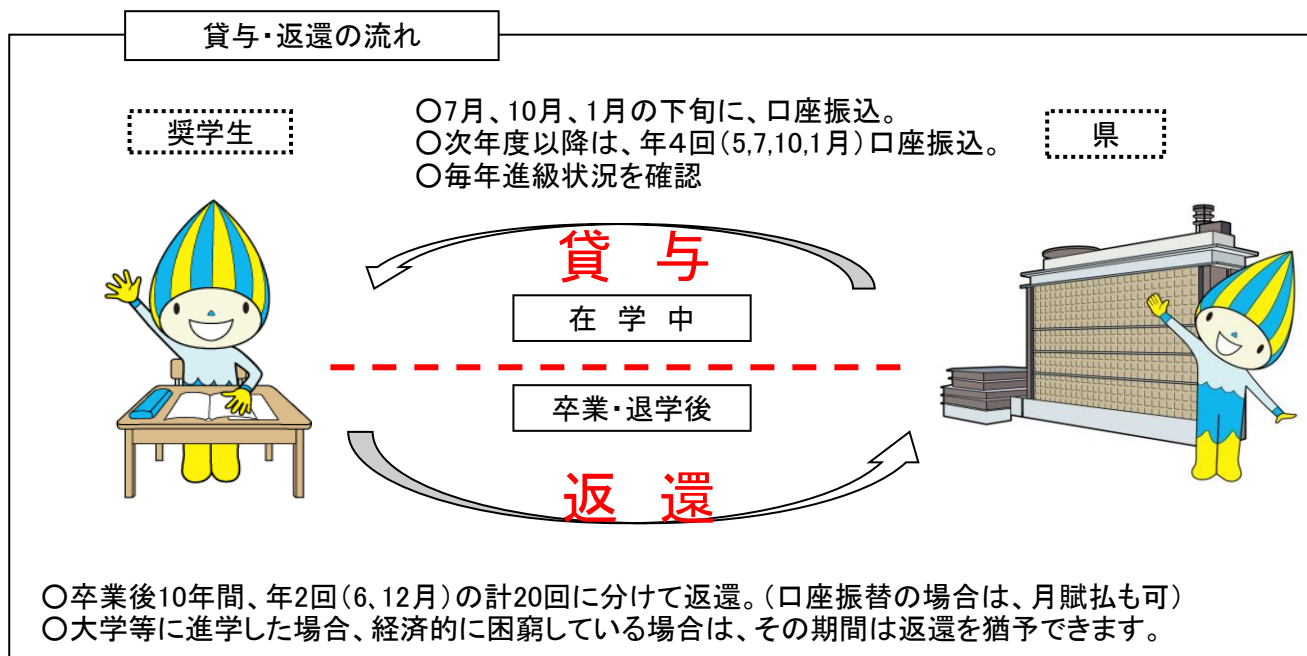 貸与・返還の流れ
奨学生
〇7月、10月、1月の下旬に、口座振込。
〇次年度以降は、年４回(5,7,10,1月)口座振込。
〇毎年進級状況を確認
県
貸 与
在 学 中
卒業・退学後
返 還
〇卒業後10年間、年2回(6、12月)の計20回に分けて返還。(口座振替の場合は、月賦払も可)
〇大学等に進学した場合、経済的に困窮している場合は、その期間は返還を猶予できます。